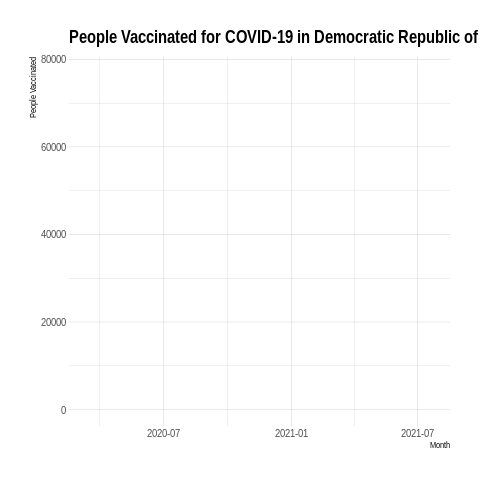 People Vaccinated for COVID-19 in Democratic Republic of
People Vaccinated
80000
60000
40000
20000
0
2020-07 2021-01 2021-07
Month